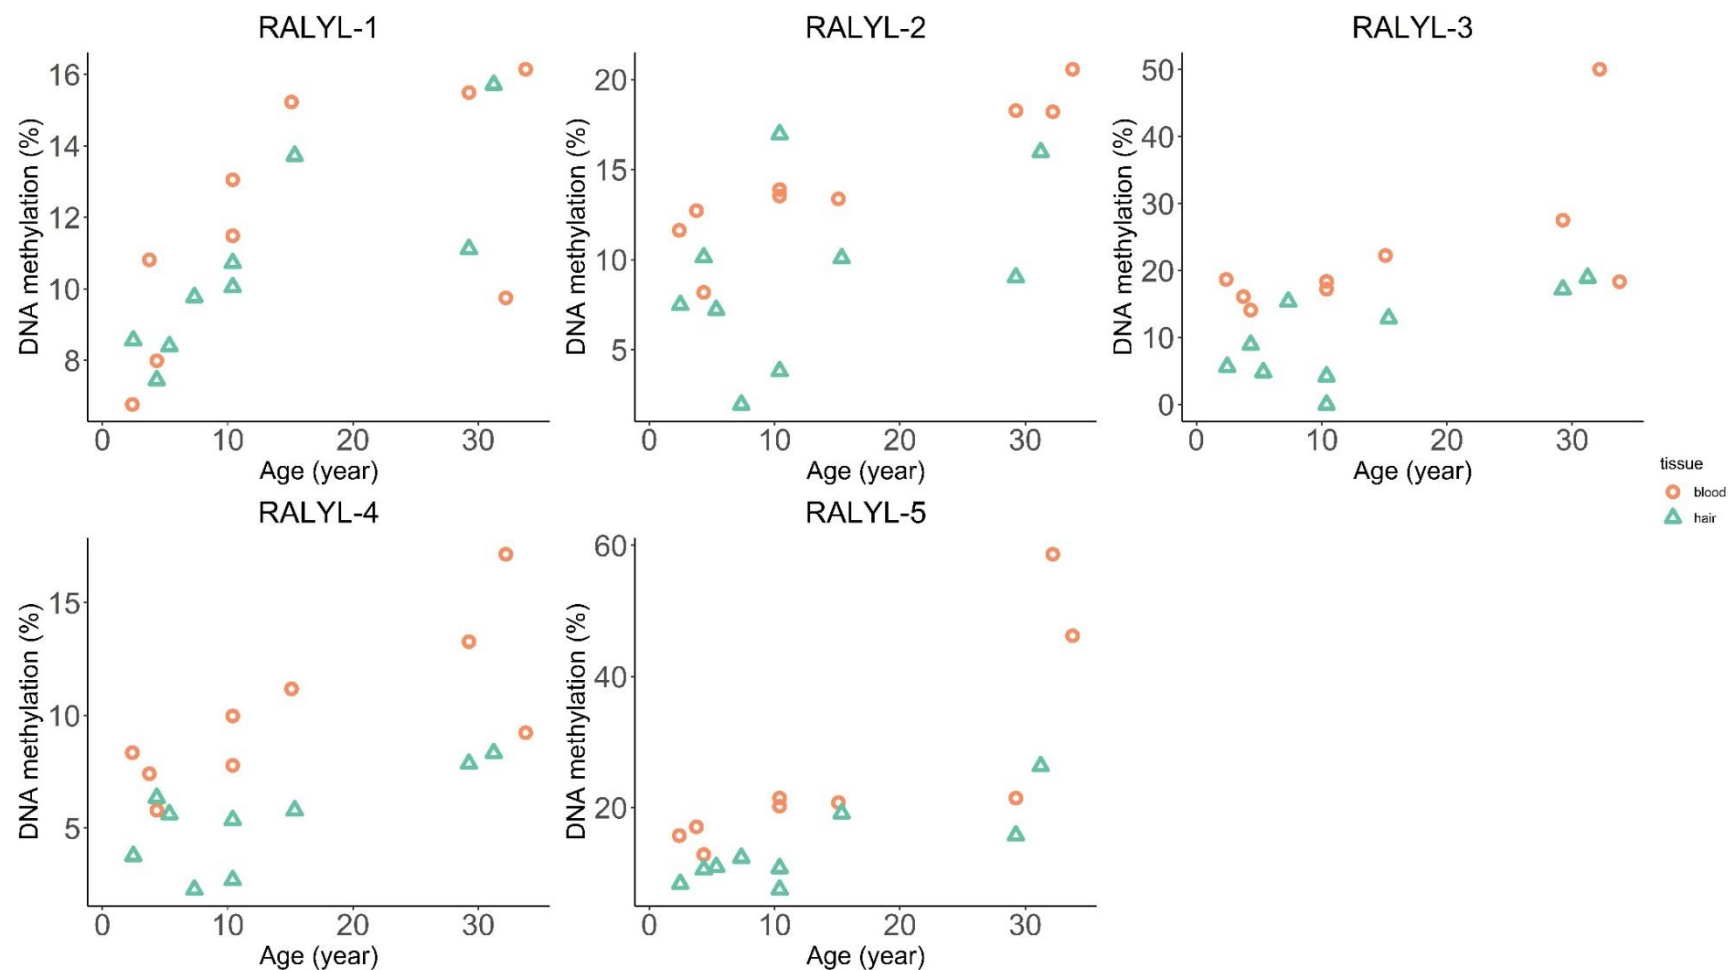 RALYL-1
RALYL-2
RALYL-3
DNA methylation (%)
16
14
12
10
8
0 10 20 30
Age (year)
DNA methylation (%)
20
15
10
5
0 10 20 30
Age (year)
DNA methylation (%)
50
40
30
20
10
0
0 10 20 30
Age (year)
tissue
blood
hair
RALYL-4
RALYL-5
DNA methylation (%)
15
10
5
0 10 20 30
Age (year)
DNA methylation (%)
60
40
20
0 10 20 30
Age (year)